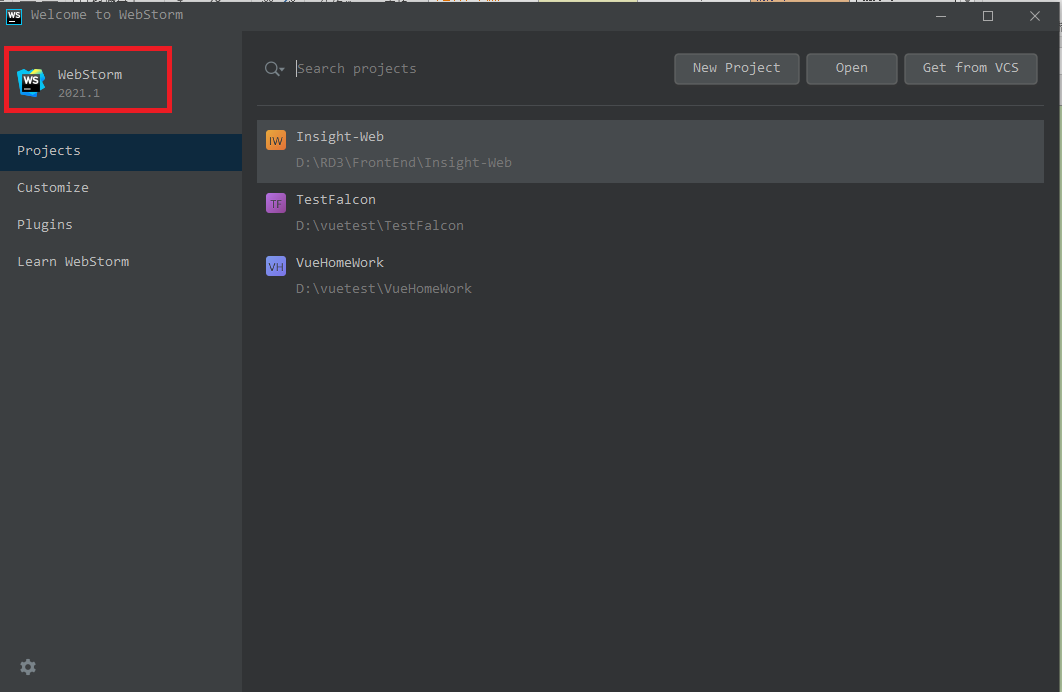 WS Welcome to WebStorm
WS WebStorm
2021.1
Projects
Customize
Plugins
Learn WebStorm
Search projects
New Project
Open
Get from VCS
IW Insight-Web
D:\RD3\FrontEnd\Insight-Web
TF TestFalcon
D:\vuetest\TestFalcon
VH VueHomeWork
D:\vuetest\VueHomeWork